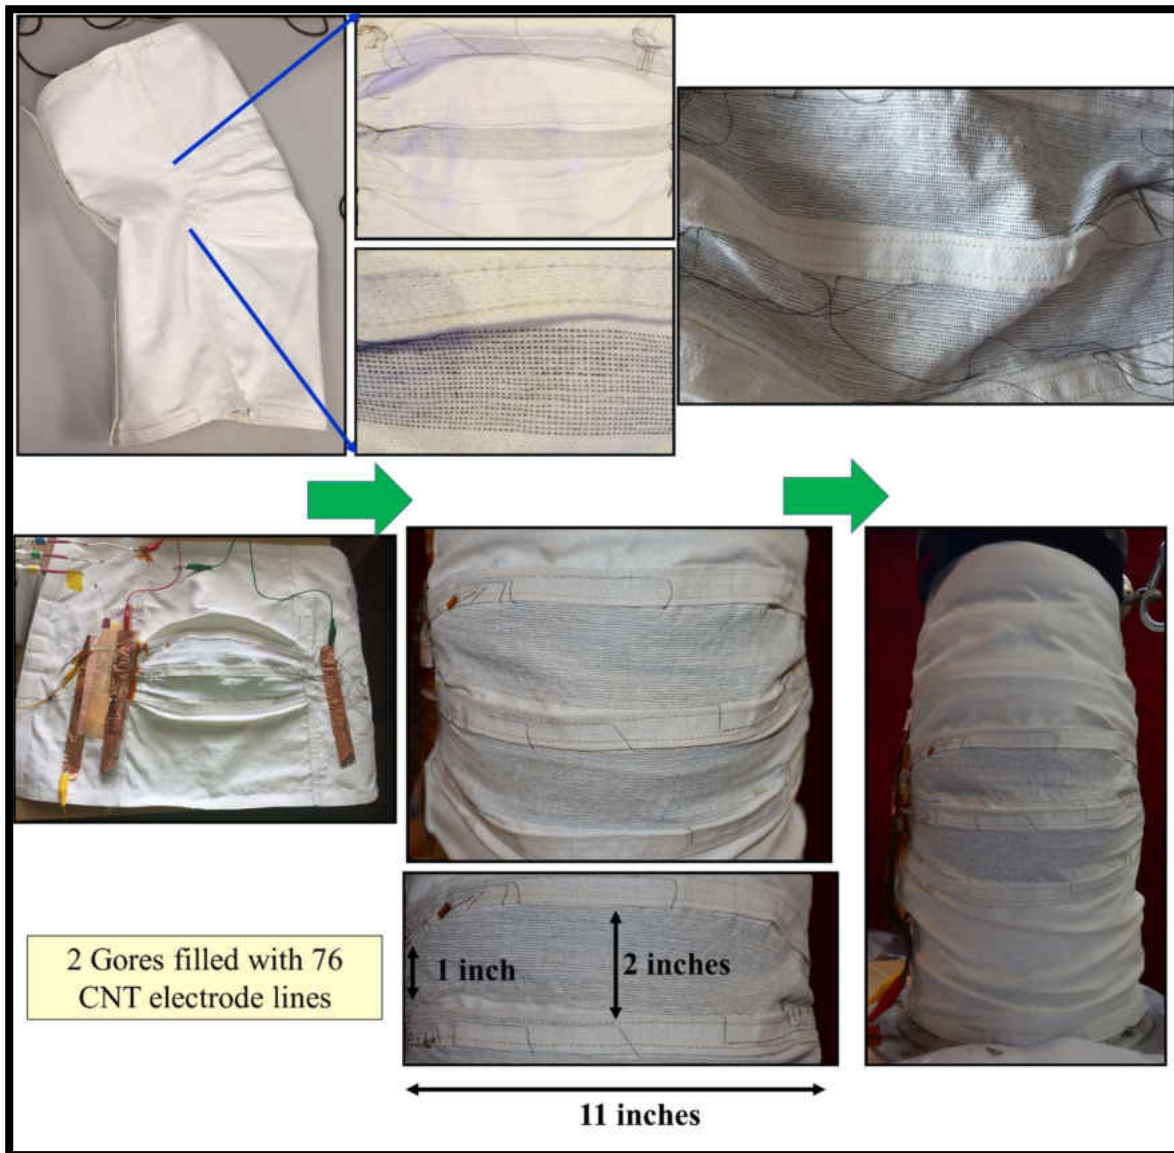 1 inch
2 inches
2 Gores filled with 76
CNT electrode lines
11 inches